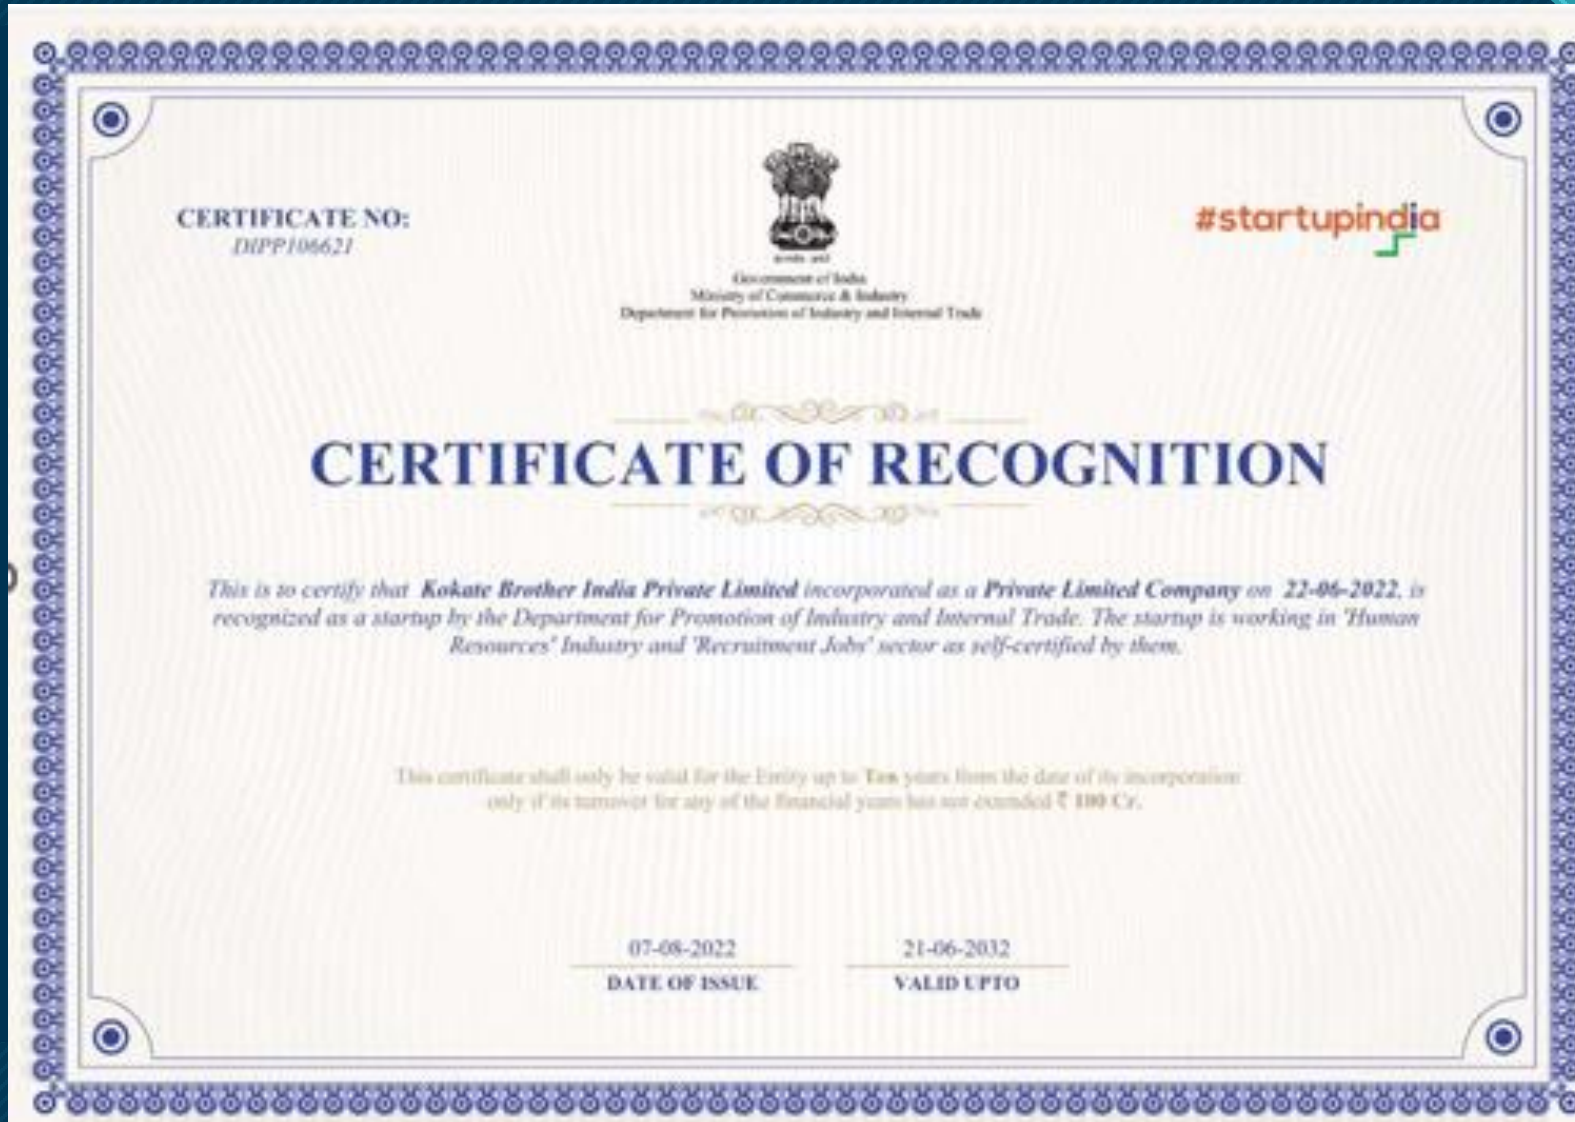 CERTIFICATE NO:
DIPP106621
#startupindia
Government of India
Ministry of Commerce & Industry
Department for Promotion of Industry and Internal Trade
CERTIFICATE OF RECOGNITION
This is to certify that Kokate Brother India Private Limited incorporated as a Private Limited Company on 22-06-2022, is
recognized as a startup by the Department for Promotion of Industry and Internal Trade. The startup is working in 'Human
Resources' Industry and 'Recruitment Jobs' sector as self-certified by them.
This certificate shall only be valid for the Entity up to Ten years from the date of its incorporation
only if its turnover for any of the financial years has not exceeded ₹ 100 Cr.
07-08-2022
DATE OF ISSUE
21-06-2032
VALID UPTO